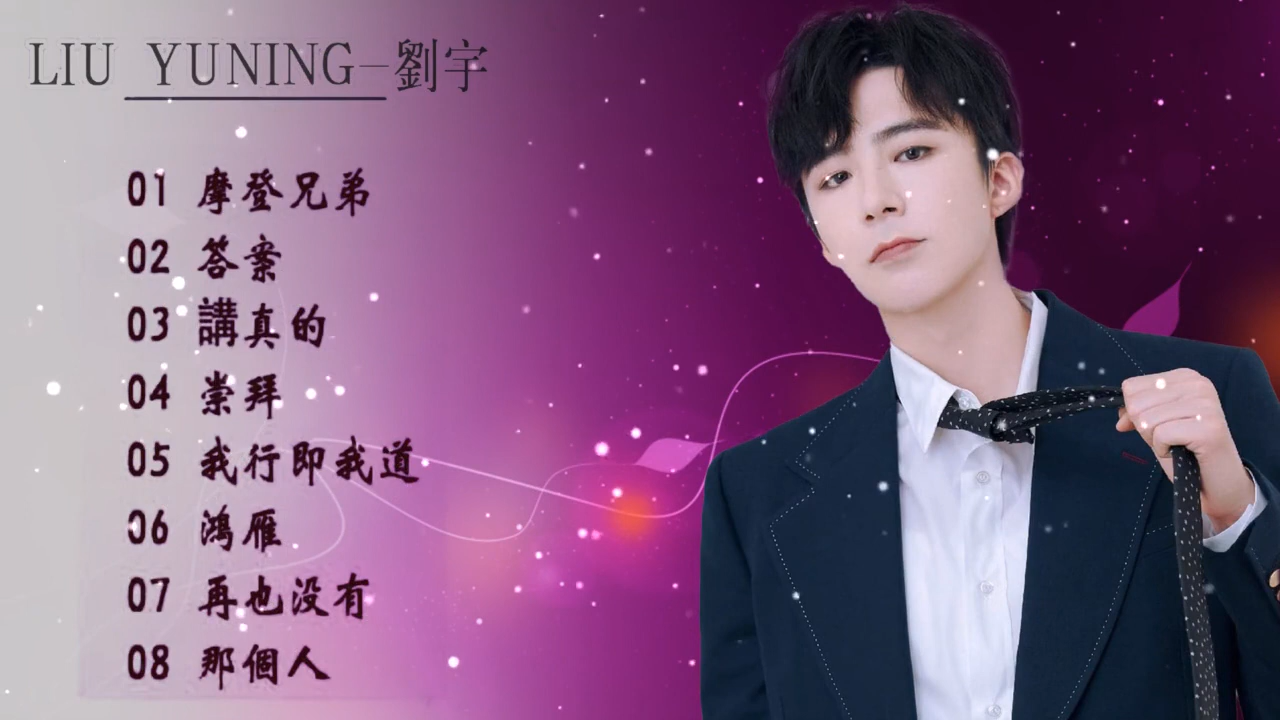 LIU YUNING-劉宇
01 摩登兄弟
02 答案
03 講真的
04 崇拜
05 我行即我道
06 鴻雁
07 再也没有
08 那個人